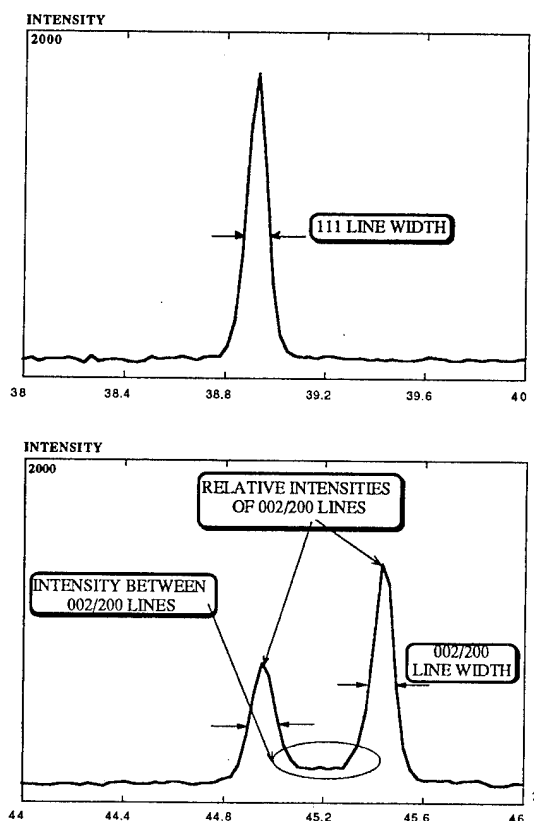 INTENSITY
2000
111 LINE WIDTH
38 38.4 38.8 39.2 39.6 40
INTENSITY
2000
RELATIVE INTENSITIES
OF 002/200 LINES
INTENSITY BETWEEN
002/200 LINES
002/200
LINE WIDTH
44 44.4 44.8 45.2 45.6 46